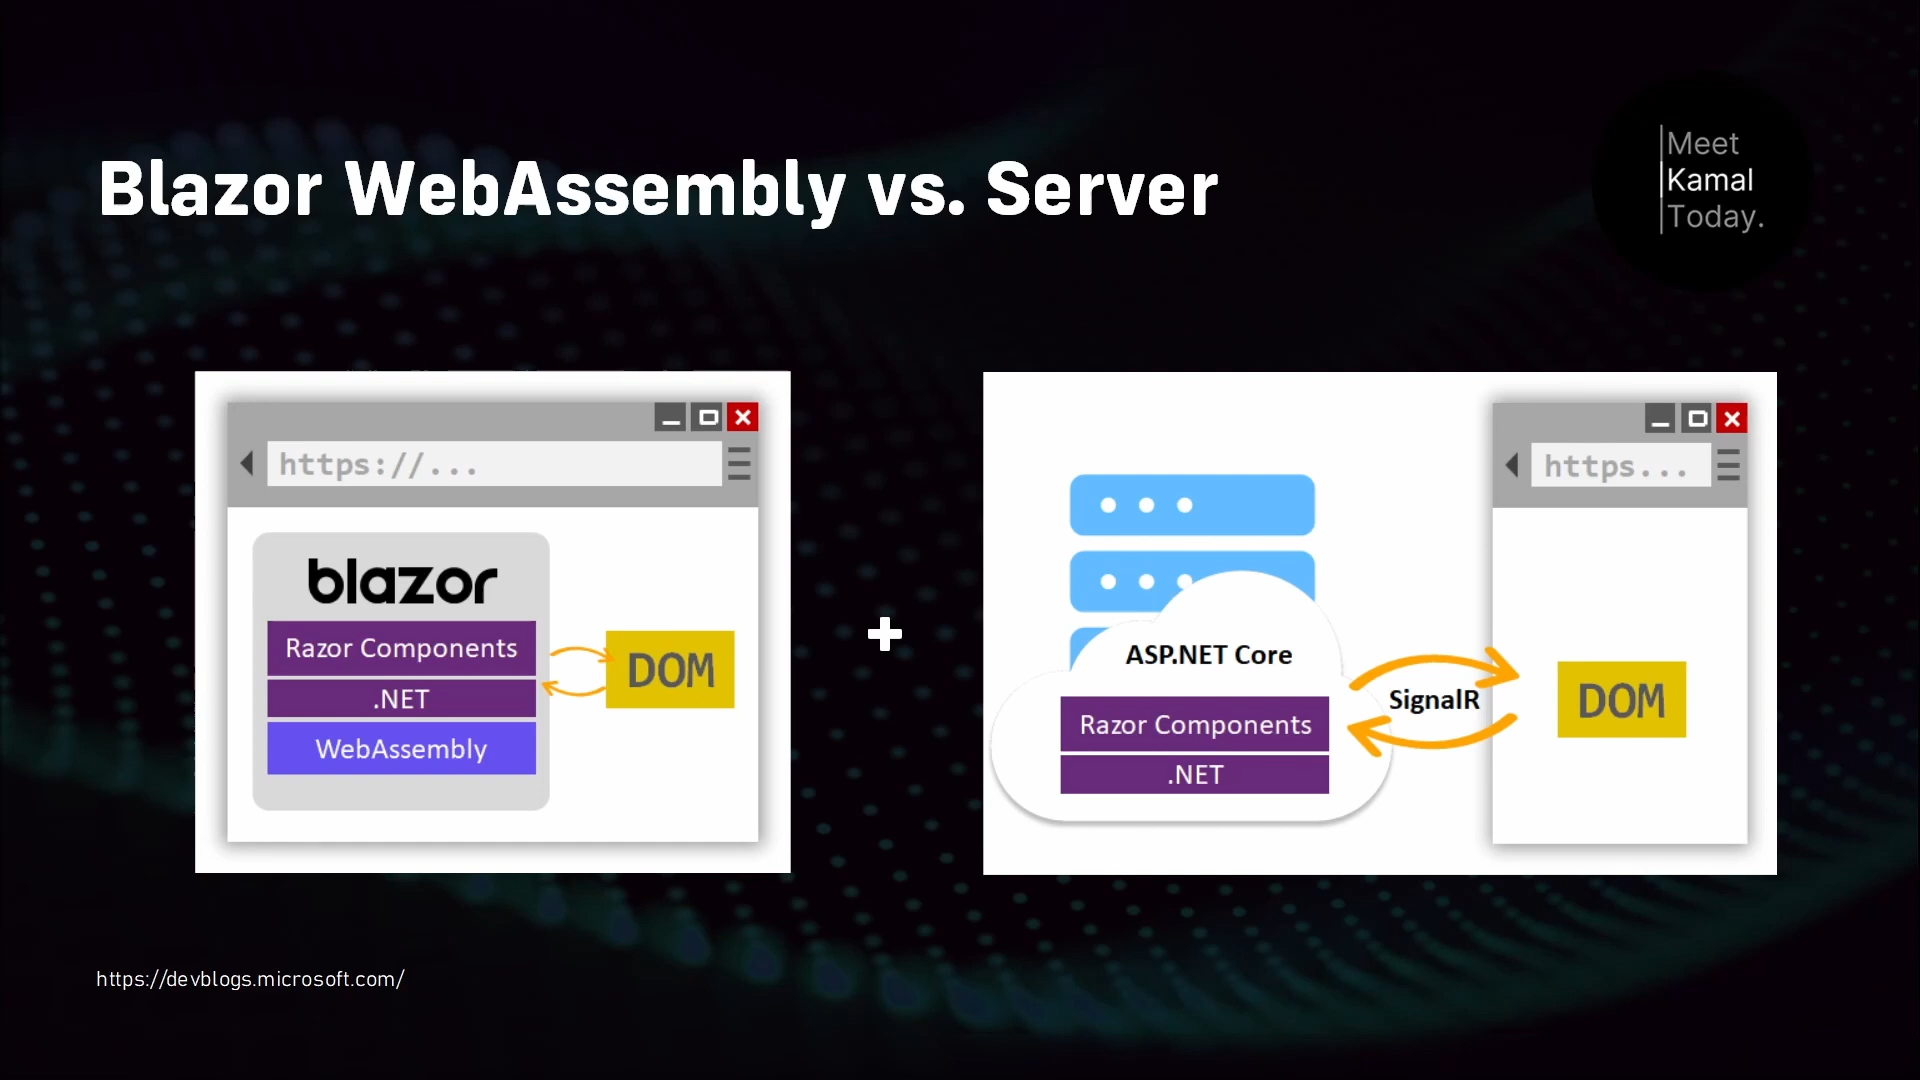 Blazor WebAssembly vs. Server
Meet
Kamal
Today.
https://...
blazor
Razor Components
.NET
WebAssembly
DOM
+
https...
ASP.NET Core
Razor Components
.NET
SignalR
DOM
https://devblogs.microsoft.com/